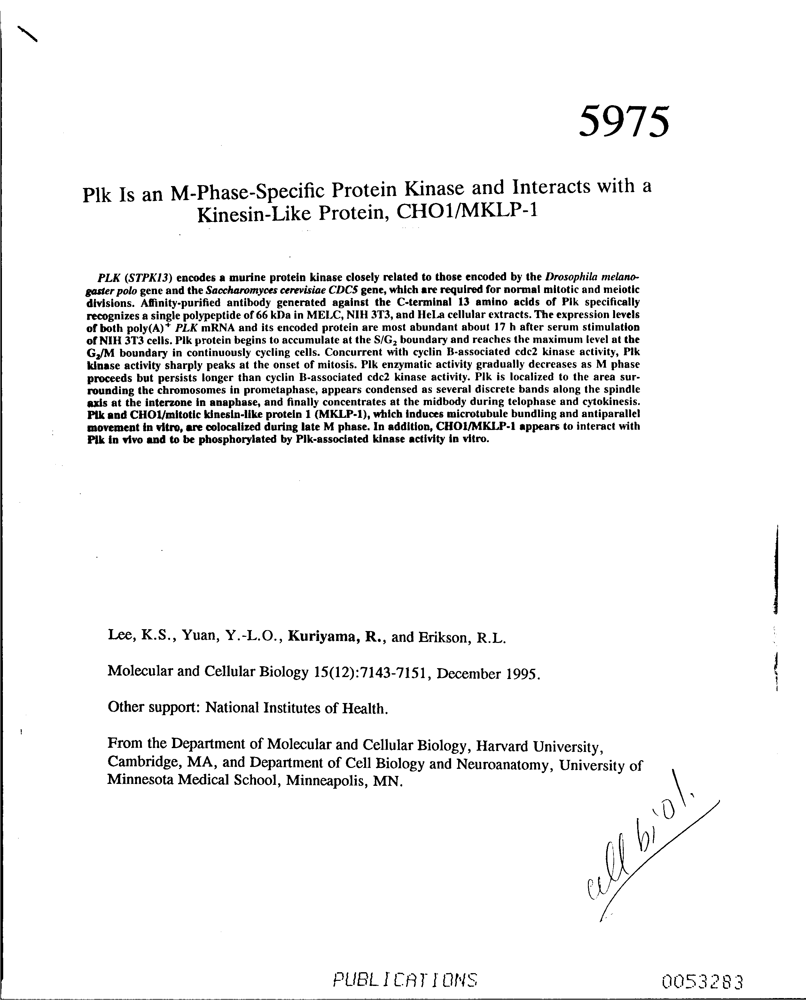 5975
Plk Is an M-Phase-Specific Protein Kinase and Interacts with a
Kinesin-Like Protein, CHO1/MKLP-1
PLK (STPK13) encodes a murine protein kinase closely related to those encoded by the Drosophila melano-
gaster polo gene and the Saccharomyces cerevisiae CDC5 gene, which are required for normal mitotic and meiotic
divisions. Affinity-purified antibody generated against the C-terminal 13 amino acids of Plk specifically
recognizes a single polypeptide of 66 kDa in MELC, NIH 3T3, and HeLa cellular extracts. The expression levels
of both poly(A)⁺ PLK mRNA and its encoded protein are most abundant about 17 h after serum stimulation
of NIH 3T3 cells. Plk protein begins to accumulate at the S/G₂ boundary and reaches the maximum level at the
G₂/M boundary in continuously cycling cells. Concurrent with cyclin B-associated cdc2 kinase activity, Plk
kinase activity sharply peaks at the onset of mitosis. Plk enzymatic activity gradually decreases as M phase
proceeds but persists longer than cyclin B-associated cdc2 kinase activity. Plk is localized to the area sur-
rounding the chromosomes in prometaphase, appears condensed as several discrete bands along the spindle
axis at the interzone in anaphase, and finally concentrates at the midbody during telophase and cytokinesis.
Plk and CHO1/mitotic kinesin-like protein 1 (MKLP-1), which induces microtubule bundling and antiparallel
movement in vitro, are colocalized during late M phase. In addition, CHO1/MKLP-1 appears to interact with
Plk in vivo and to be phosphorylated by Plk-associated kinase activity in vitro.
Lee, K.S., Yuan, Y.-L.O., Kuriyama, R., and Erikson, R.L.
Molecular and Cellular Biology 15(12):7143-7151, December 1995.
Other support: National Institutes of Health.
From the Department of Molecular and Cellular Biology, Harvard University,
Cambridge, MA, and Department of Cell Biology and Neuroanatomy, University of
Minnesota Medical School, Minneapolis, MN.
cell biol.
PUBLICATIONS
0053283